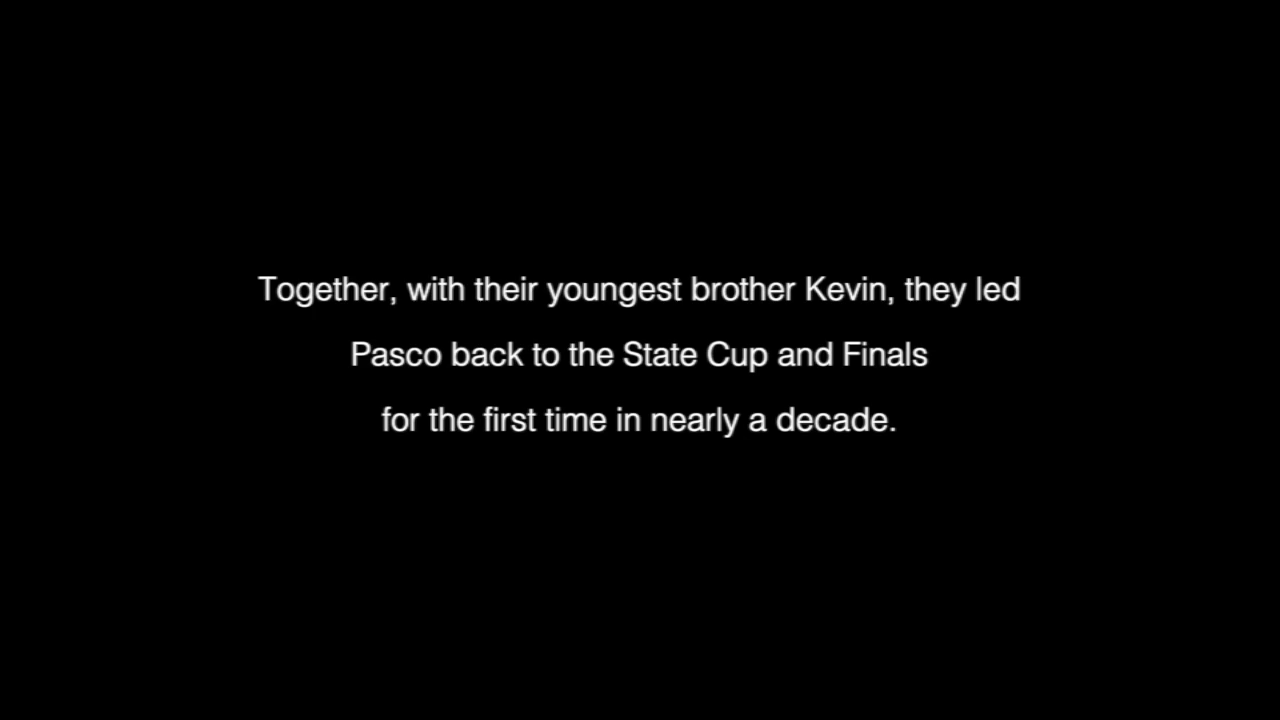 Together, with their youngest brother Kevin, they led
Pasco back to the State Cup and Finals
for the first time in nearly a decade.